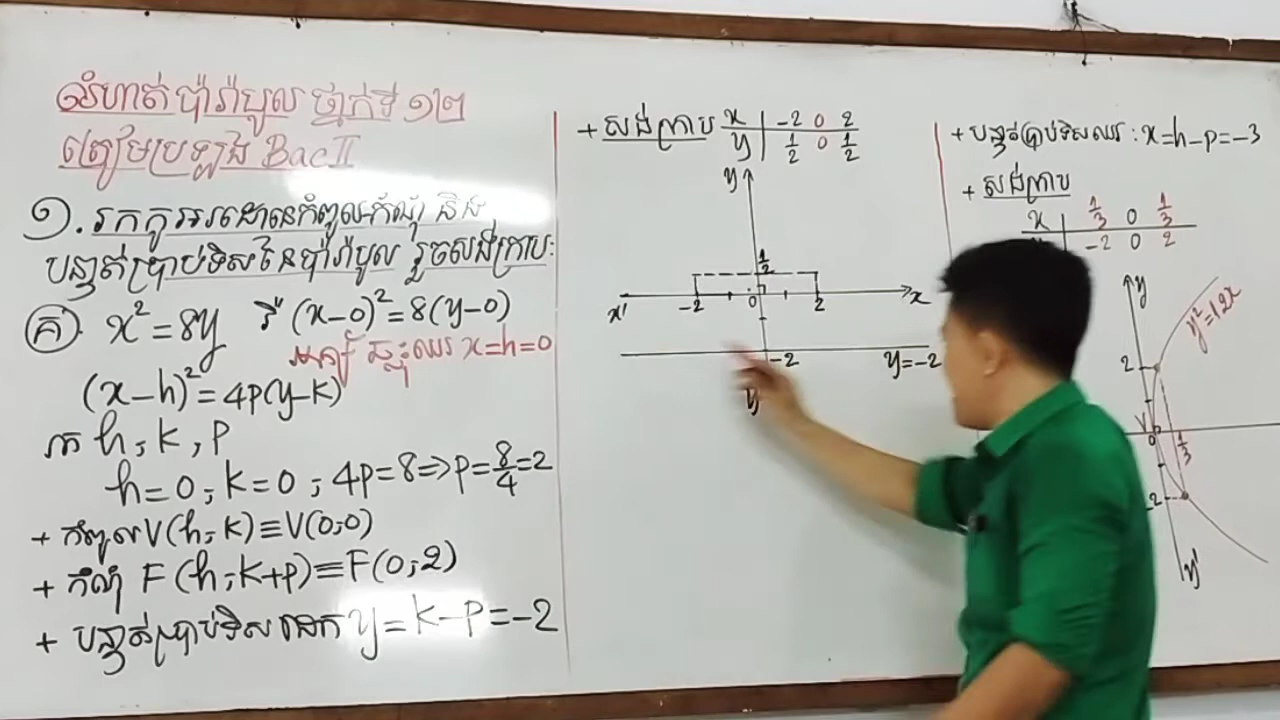 លំហាត់ ប៉ារ៉ាបូល ថ្នាក់ទី ១២
ត្រៀមប្រឡង Bac II
១. រកកូអរដោនេកំពូល-កំណុំ និង
បន្ទាត់ប្រាប់ទិសនៃប៉ារ៉ាបូល រួចសង់ក្រាប:
ក x² = 8y ឬ (x-0)² = 8(y-0)
អ័ក្សឆ្លុះឈរ x=h=0
(x-h)² = 4p(y-k)
រក h, k, p
h=0, k=0, 4p=8 ⇒ p=8/4=2
+ កំពូល V(h, k) ≡ V(0, 0)
+ កំណុំ F(h, k+p) ≡ F(0, 2)
+ បន្ទាត់ប្រាប់ទិស ដេក y = k-p = -2
+ សង់ក្រាប
x -2 0 2
y 1/2 0 1/2
y
1/2
x' -2 0 2 x
-2 y=-2
y'
+ បន្ទាត់ប្រាប់ទិសឈរ : x=h-p=-3
+ សង់ក្រាប
x 1/3 0 1/3
-2 0 2
y
y²=12x
2
V 0 1/3
-2
y'